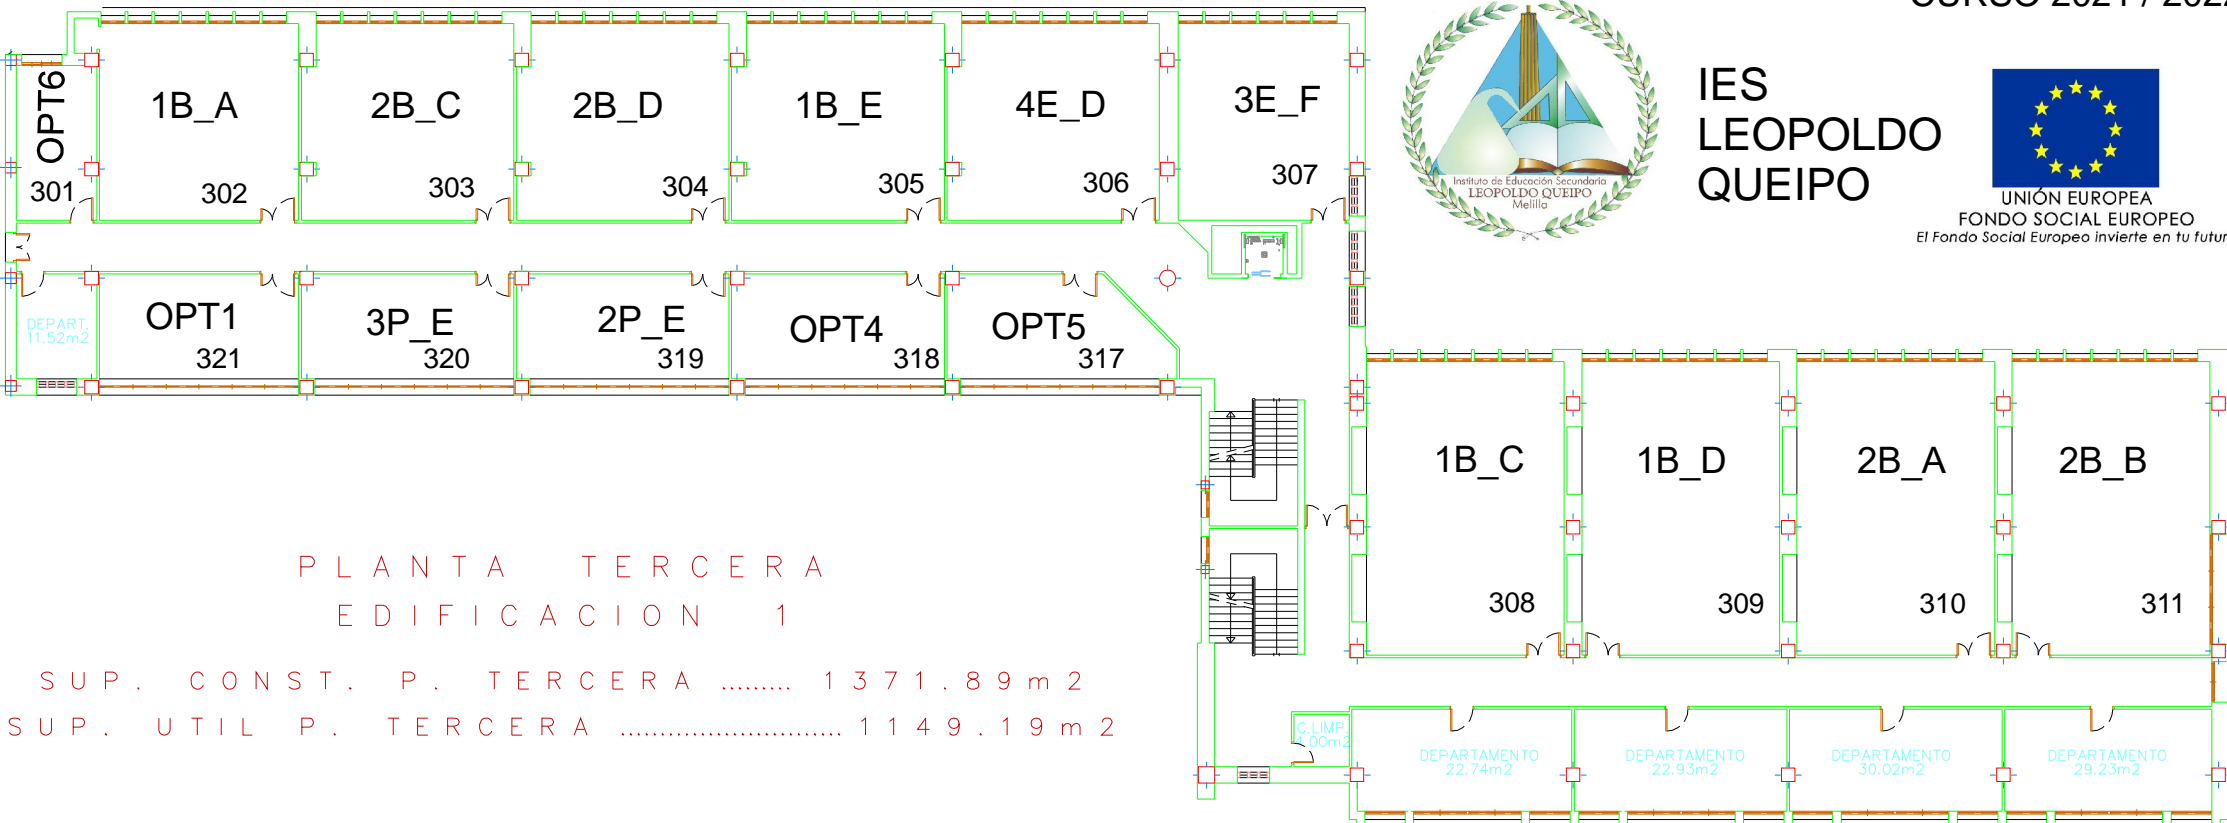 CURSO 2021 / 2022
IES
LEOPOLDO
QUEIPO
Instituto de Educación Secundaria
LEOPOLDO QUEIPO
Melilla
UNIÓN EUROPEA
FONDO SOCIAL EUROPEO
El Fondo Social Europeo invierte en tu futur
OPT6
301
1B_A
302
2B_C
303
2B_D
304
1B_E
305
4E_D
306
3E_F
307
DEPART.
11.52m2
OPT1
321
3P_E
320
2P_E
319
OPT4
318
OPT5
317
1B_C
308
1B_D
309
2B_A
310
2B_B
311
PLANTA TERCERA
EDIFICACION 1
SUP. CONST. P. TERCERA ......... 1371.89m2
SUP. UTIL P. TERCERA ............................. 1149.19m2
C.LIMP.
4.00m2
DEPARTAMENTO
22.74m2
DEPARTAMENTO
22.93m2
DEPARTAMENTO
30.02m2
DEPARTAMENTO
29.23m2